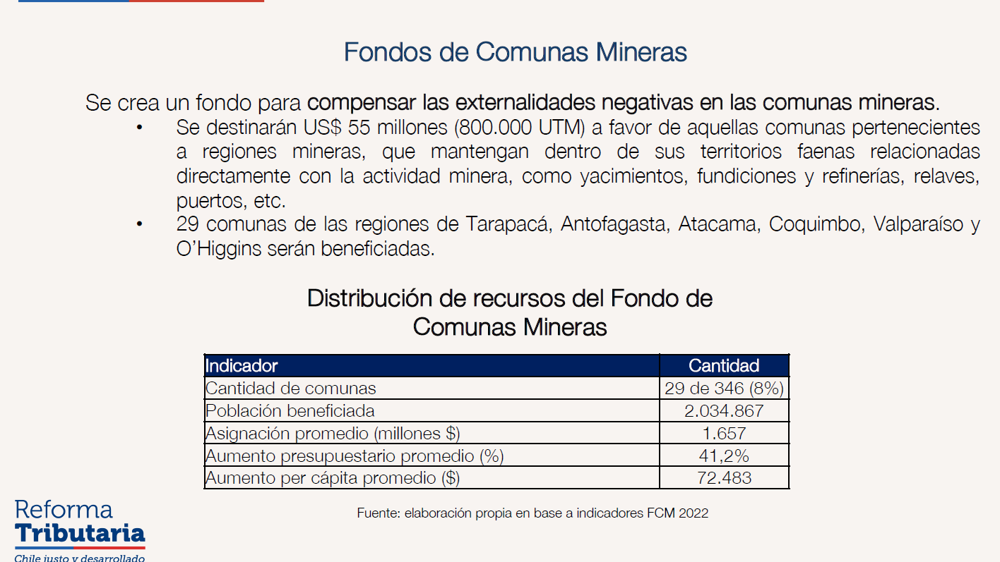 Fondos de Comunas Mineras
Se crea un fondo para compensar las externalidades negativas en las comunas mineras.
• Se destinarán US$ 55 millones (800.000 UTM) a favor de aquellas comunas pertenecientes
a regiones mineras, que mantengan dentro de sus territorios faenas relacionadas
directamente con la actividad minera, como yacimientos, fundiciones y refinerías, relaves,
puertos, etc.
• 29 comunas de las regiones de Tarapacá, Antofagasta, Atacama, Coquimbo, Valparaíso y
O’Higgins serán beneficiadas.
Distribución de recursos del Fondo de
Comunas Mineras
Indicador Cantidad
Cantidad de comunas 29 de 346 (8%)
Población beneficiada 2.034.867
Asignación promedio (millones $) 1.657
Aumento presupuestario promedio (%) 41,2%
Aumento per cápita promedio ($) 72.483
Fuente: elaboración propia en base a indicadores FCM 2022
Reforma
Tributaria
Chile justo y desarrollado